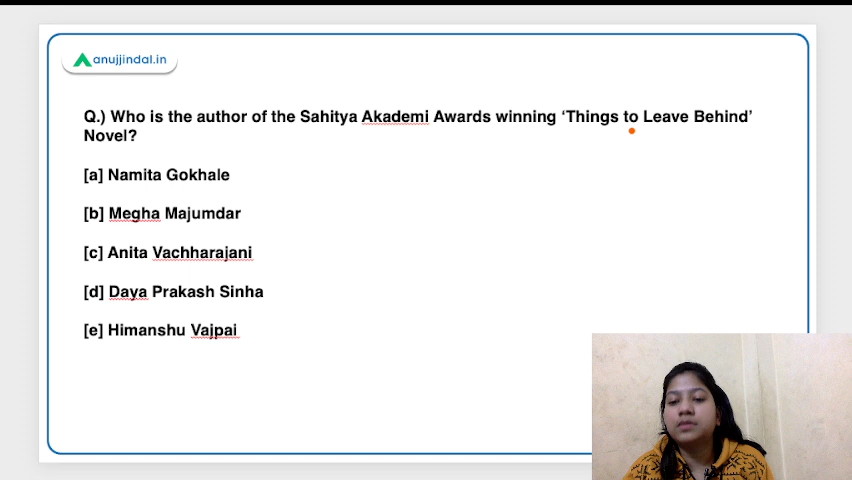 anujjindal.in
Q.) Who is the author of the Sahitya Akademi Awards winning ‘Things to Leave Behind’
Novel?
[a] Namita Gokhale
[b] Megha Majumdar
[c] Anita Vachharajani
[d] Daya Prakash Sinha
[e] Himanshu Vajpai